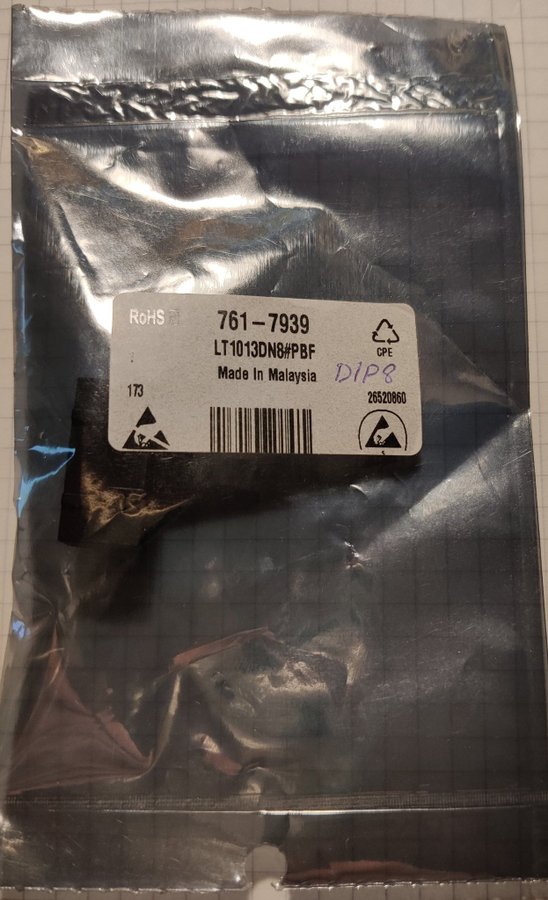 RoHS
761-7939
LT1013DN8#PBF
CPE
Made In Malaysia
DIP8
173
26520860
S